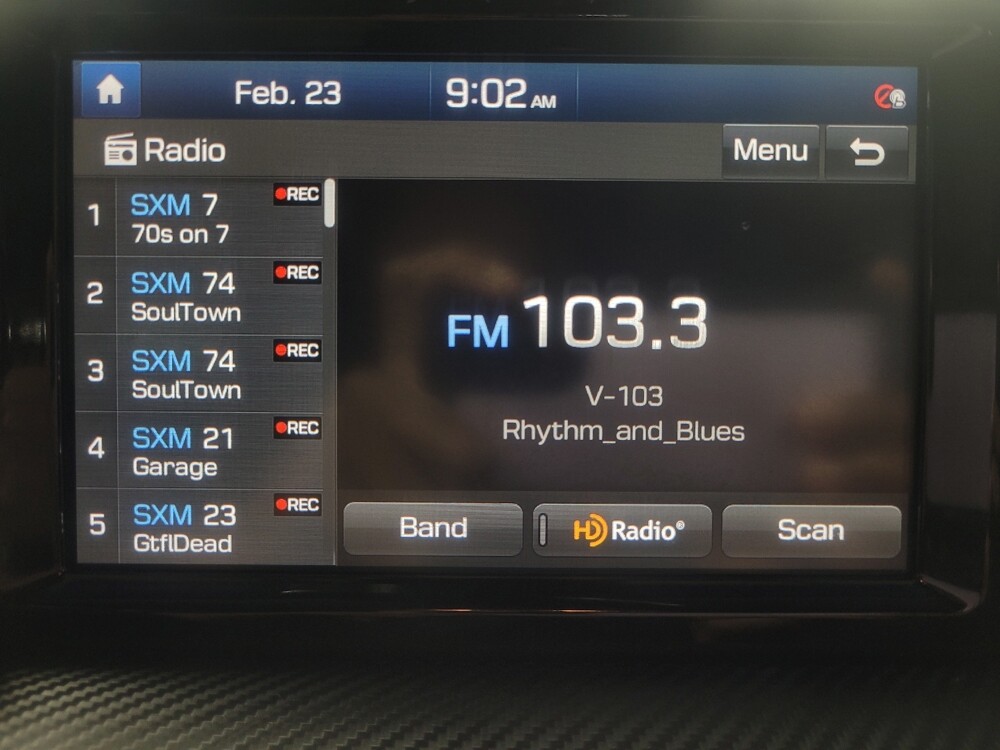 Feb. 23 9:02 AM
Radio Menu
1 SXM 7 REC
70s on 7
2 SXM 74 REC
SoulTown
3 SXM 74 REC
SoulTown
4 SXM 21 REC
Garage
5 SXM 23 REC
GtflDead
FM 103.3
V-103
Rhythm_and_Blues
Band HD Radio® Scan